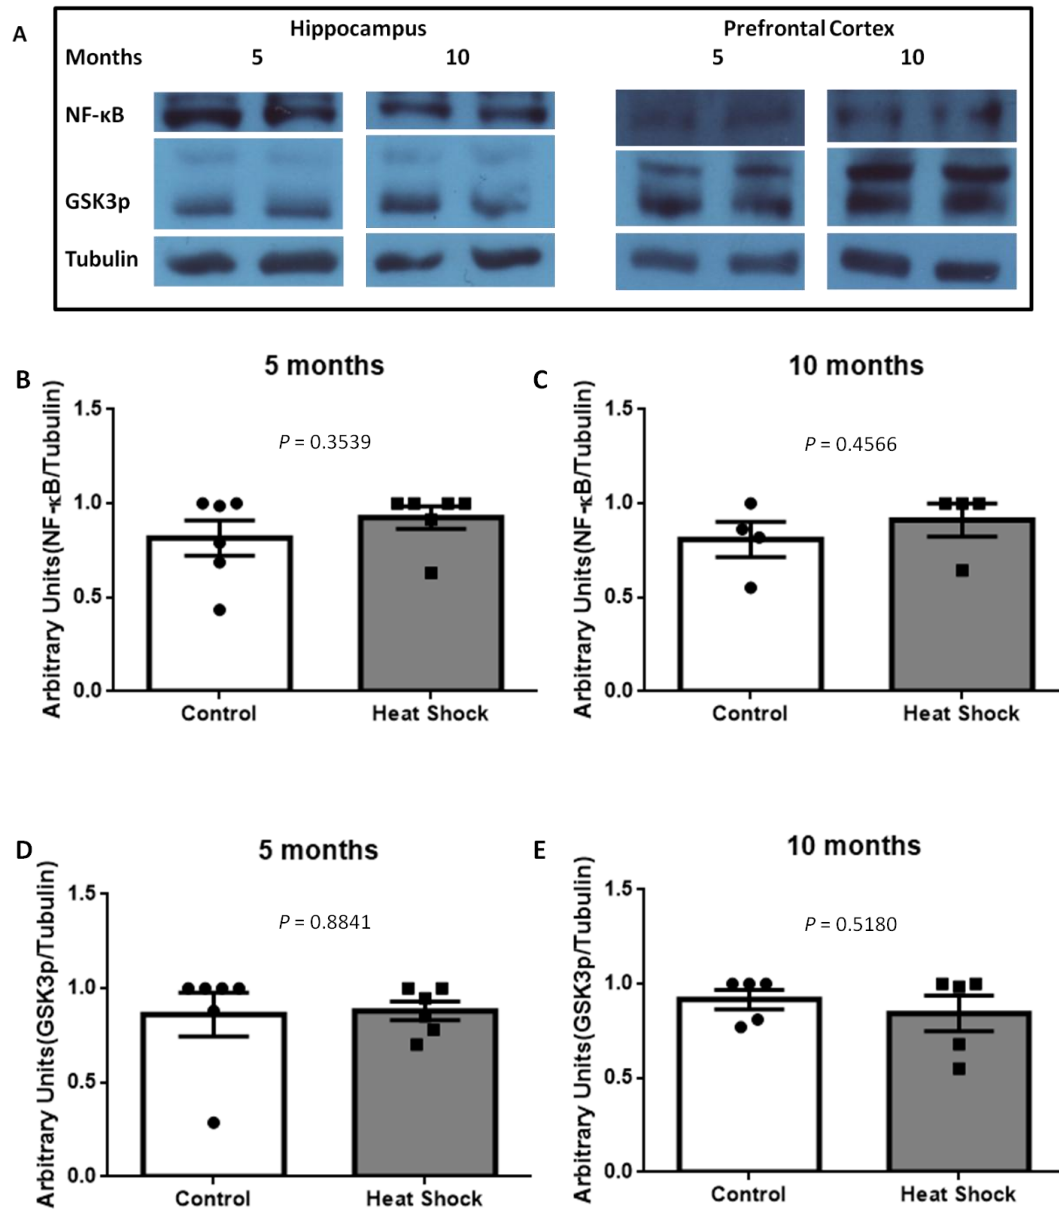 A
Hippocampus Prefrontal Cortex
Months 5 10 5 10
NF-κB
GSK3p
Tubulin
B
5 months
Arbitrary Units(NF-κB/Tubulin)
1.5
1.0
0.5
0.0
P = 0.3539
Control Heat Shock
C
10 months
Arbitrary Units(NF-κB/Tubulin)
1.5
1.0
0.5
0.0
P = 0.4566
Control Heat Shock
D
5 months
Arbitrary Units(GSK3p/Tubulin)
1.5
1.0
0.5
0.0
P = 0.8841
Control Heat Shock
E
10 months
Arbitrary Units(GSK3p/Tubulin)
1.5
1.0
0.5
0.0
P = 0.5180
Control Heat Shock